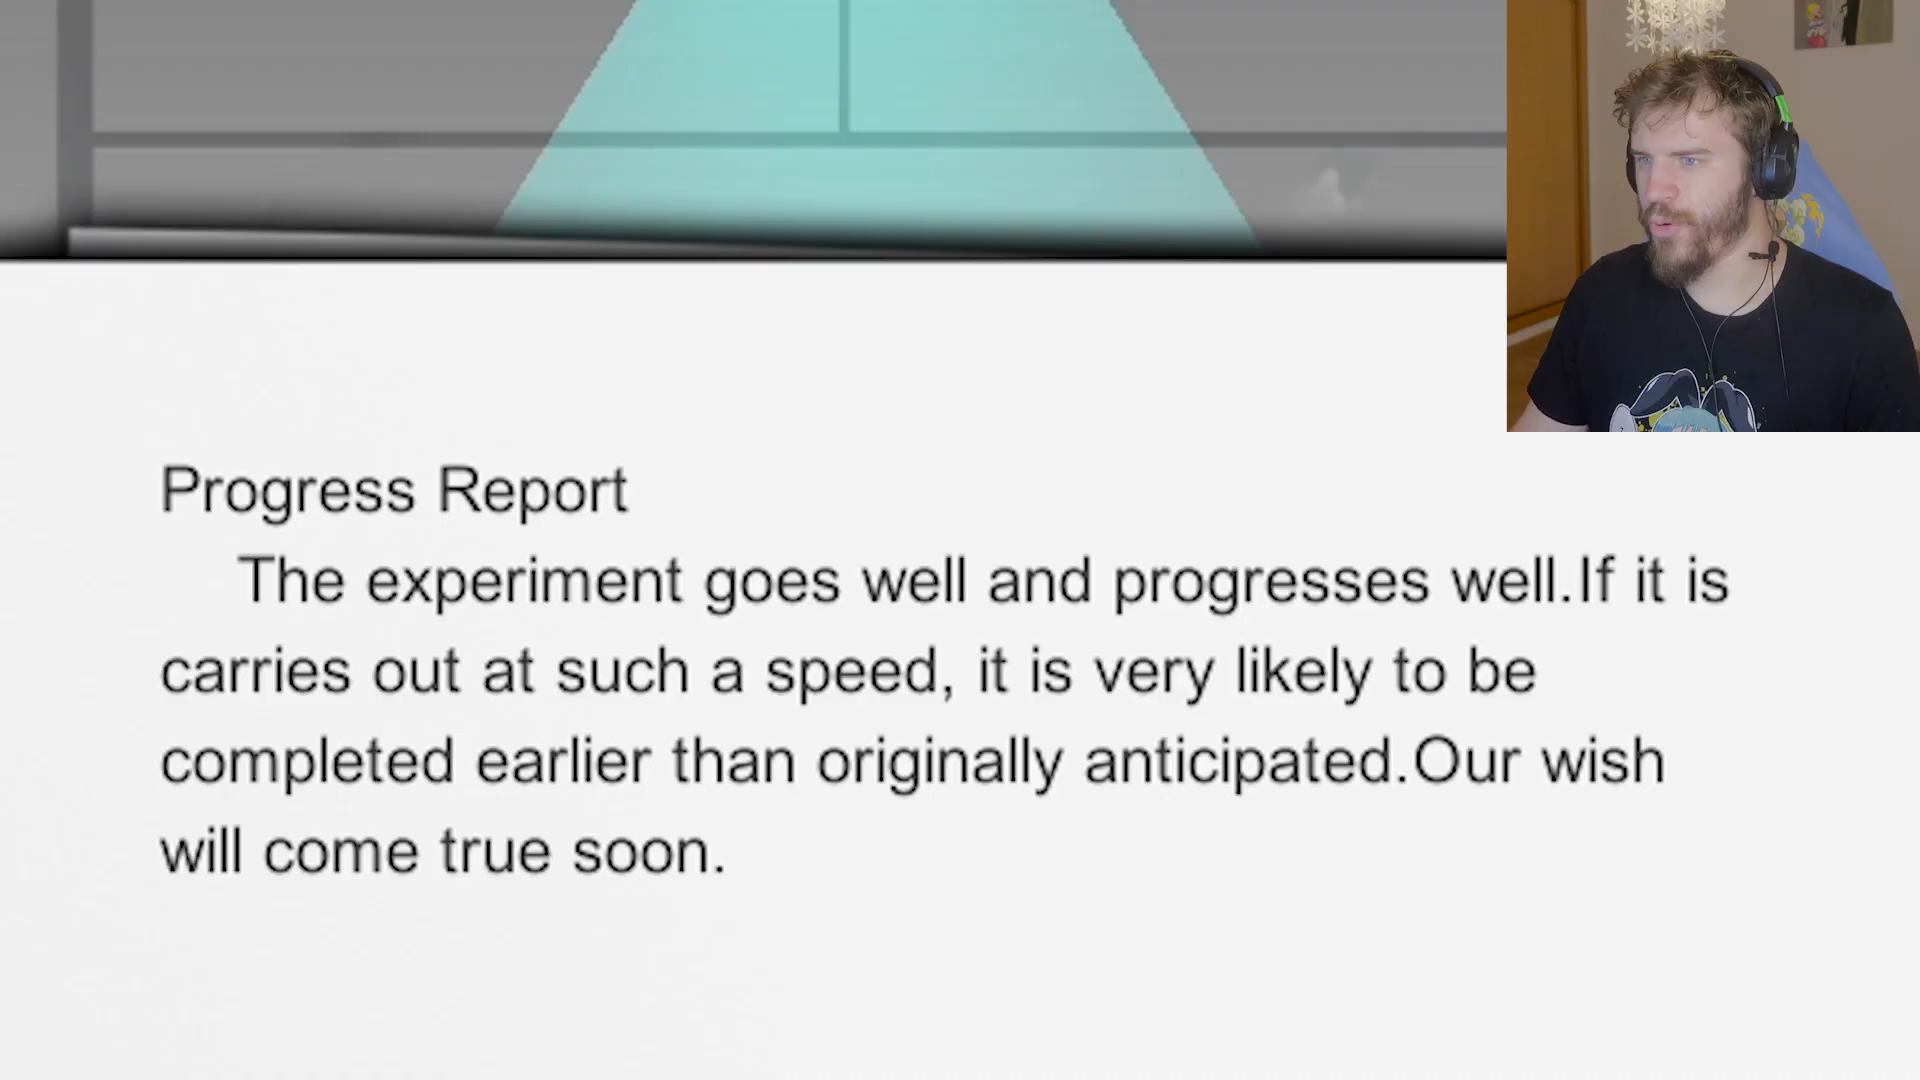 Progress Report
The experiment goes well and progresses well.If it is
carries out at such a speed, it is very likely to be
completed earlier than originally anticipated.Our wish
will come true soon.